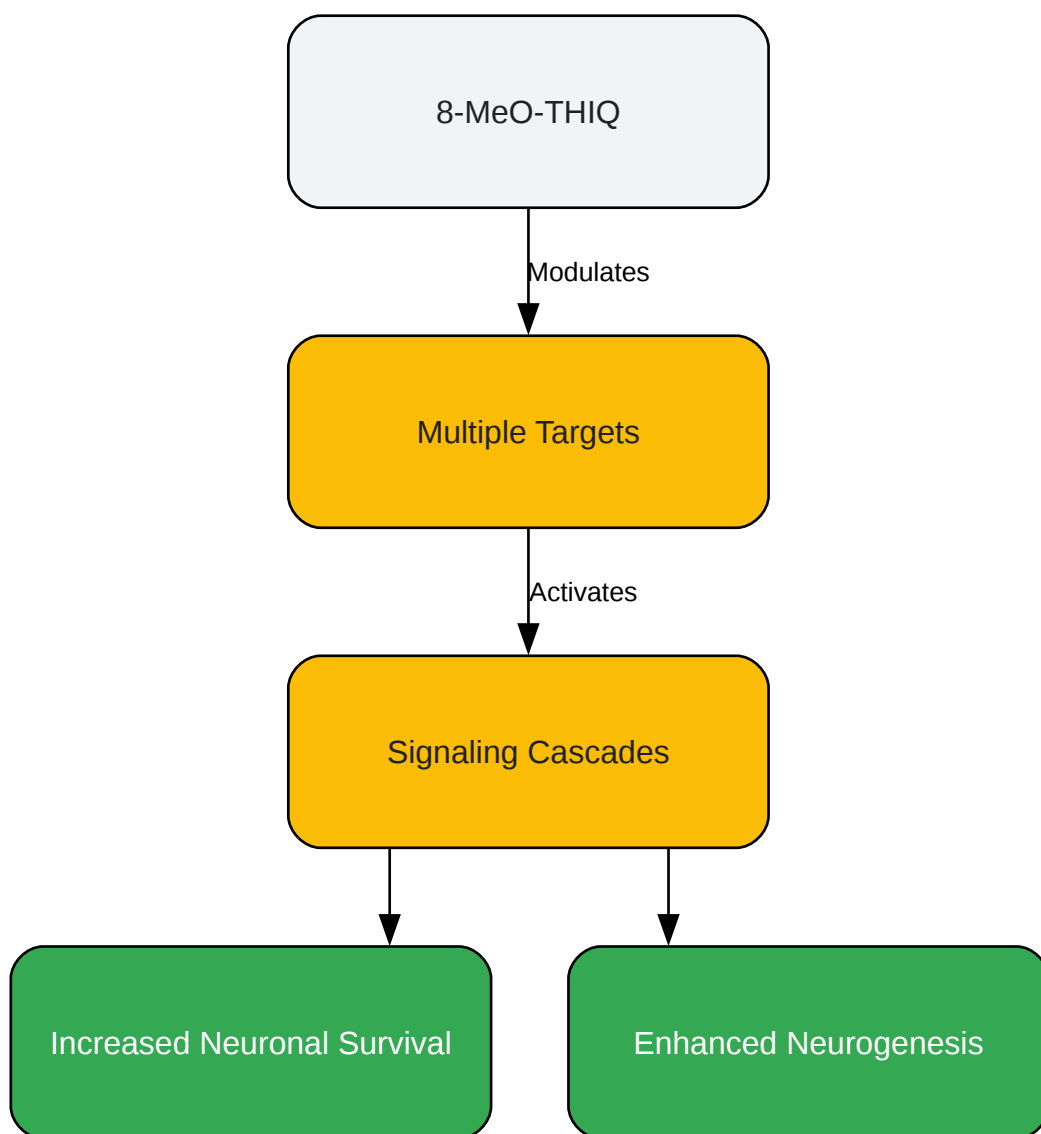 8-MeO-THIQ
Modulates
Multiple Targets
Activates
Signaling Cascades
Increased Neuronal Survival
Enhanced Neurogenesis